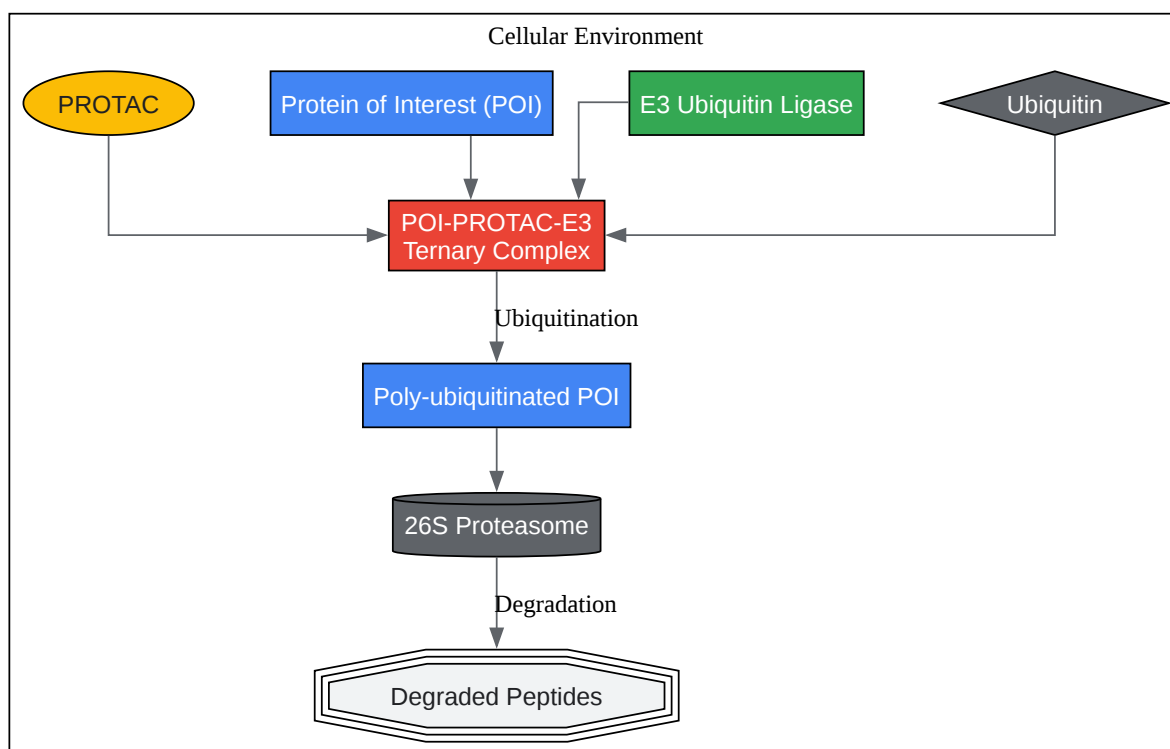 Cellular Environment
PROTAC
Protein of Interest (POI)
E3 Ubiquitin Ligase
Ubiquitin
POI-PROTAC-E3
Ternary Complex
Ubiquitination
Poly-ubiquitinated POI
26S Proteasome
Degradation
Degraded Peptides